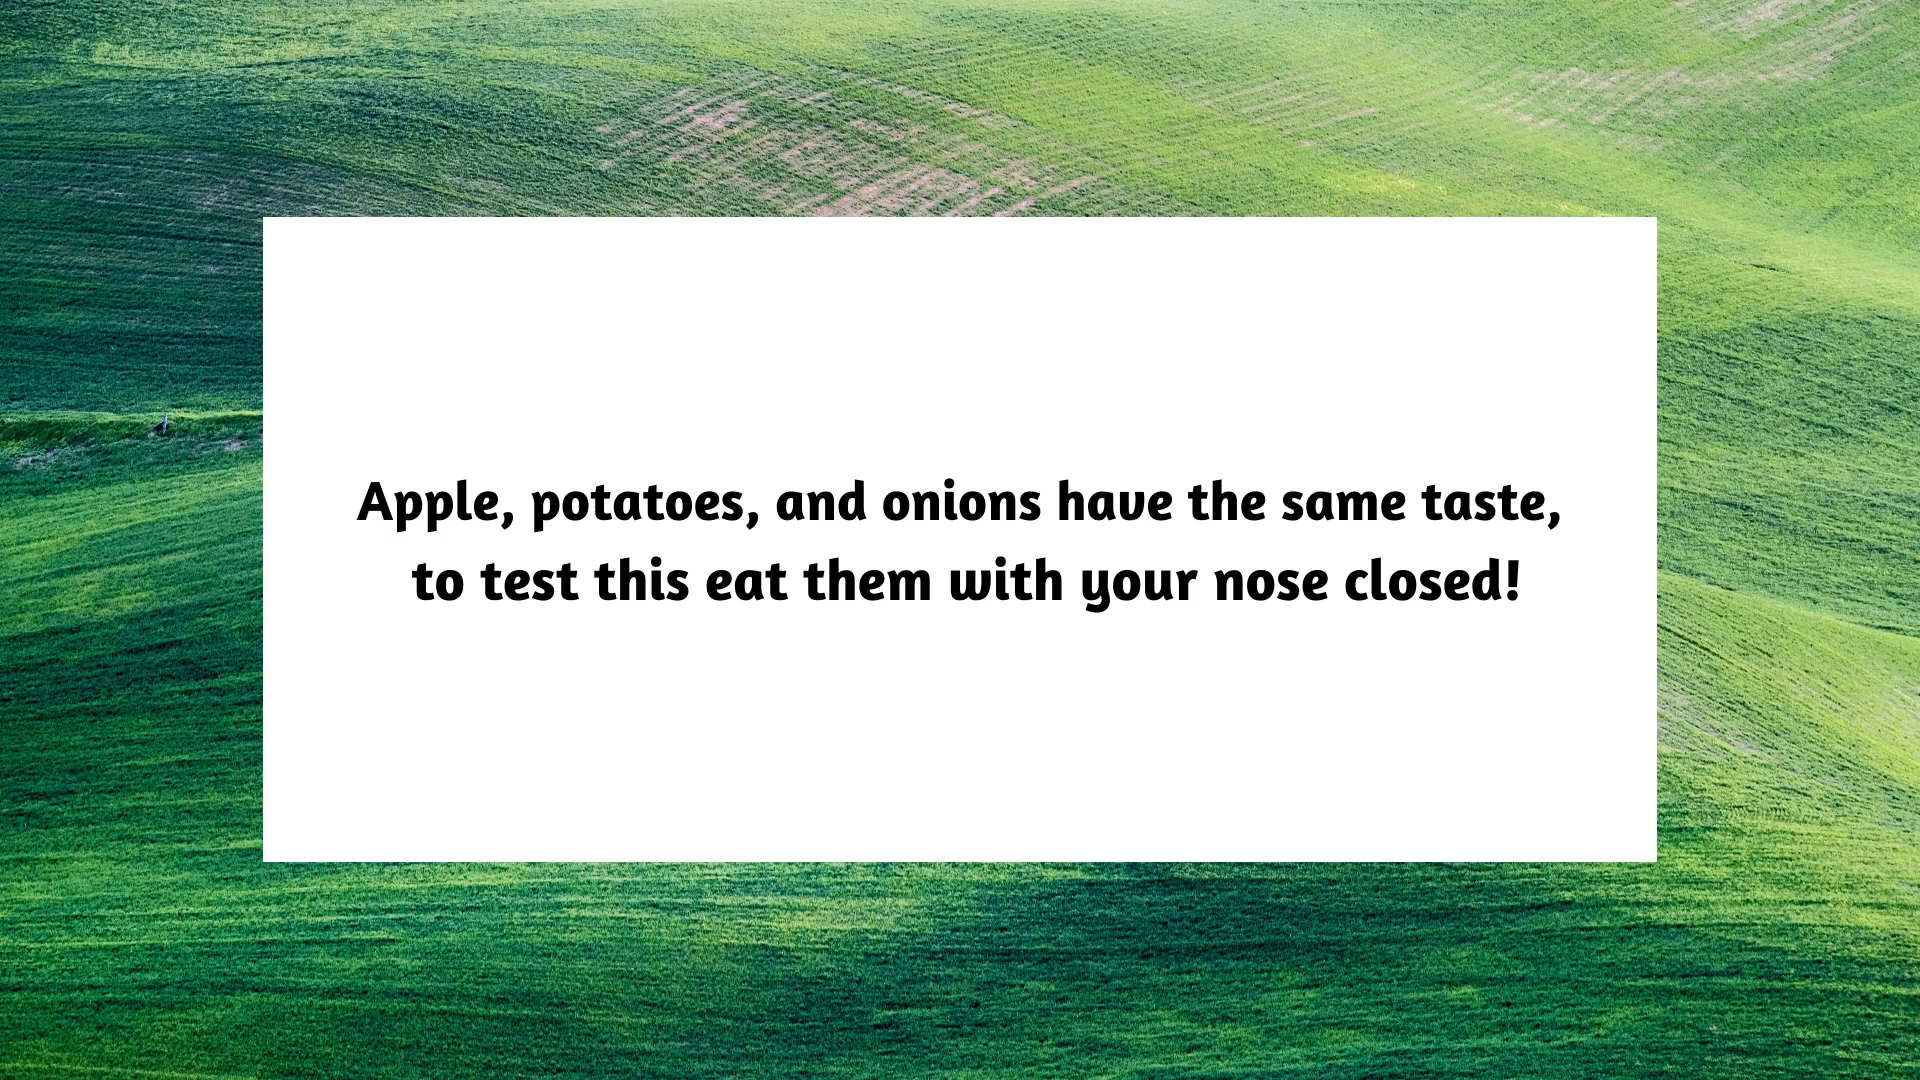 Apple, potatoes, and onions have the same taste,
to test this eat them with your nose closed!